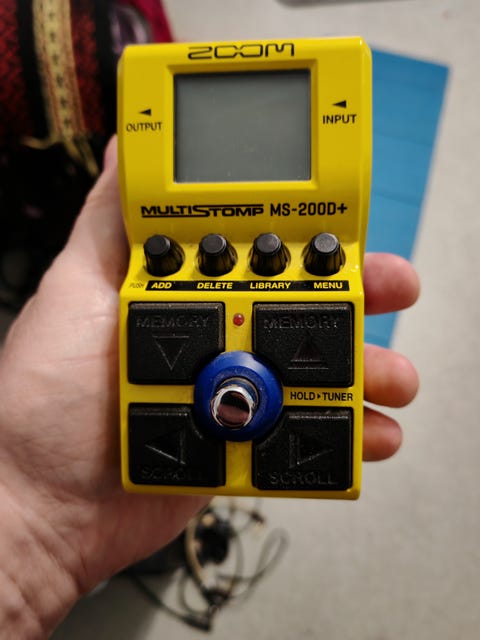 ZOOM
OUTPUT
INPUT
MULTISTOMP MS-200D+
PUSH ADD DELETE LIBRARY MENU
MEMORY MEMORY
HOLD▸TUNER
SCROLL SCROLL